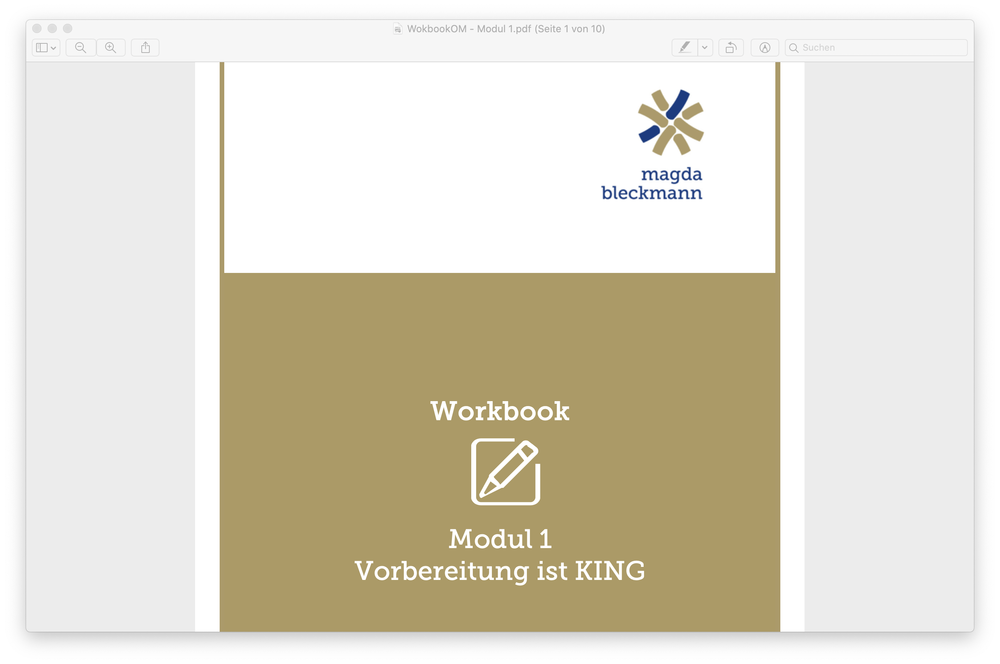 WokbookOM – Modul 1.pdf (Seite 1 von 10)
Suchen
magda
bleckmann
Workbook
Modul 1
Vorbereitung ist KING